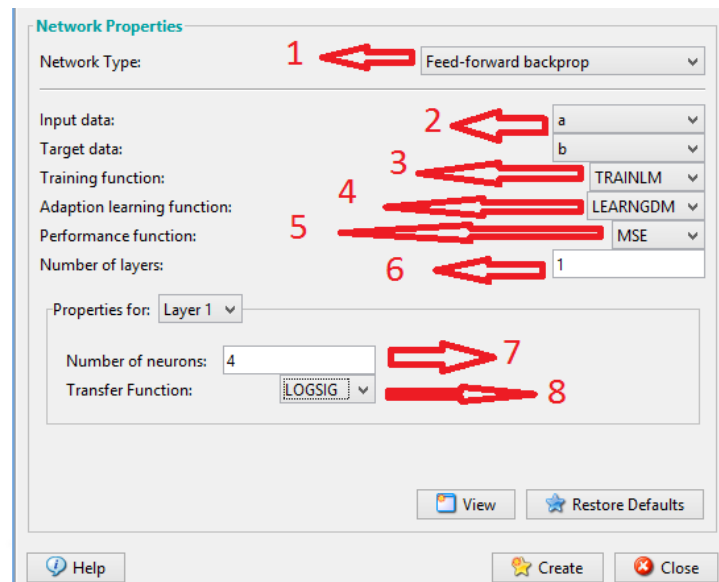 Network Properties
Network Type: 1 Feed-forward backprop
Input data: 2 a
Target data: b
Training function: 3 TRAINLM
Adaption learning function: 4 LEARNGDM
Performance function: 5 MSE
Number of layers: 6 1
Properties for: Layer 1
Number of neurons: 4 7
Transfer Function: LOGSIG 8
View Restore Defaults
Help Create Close